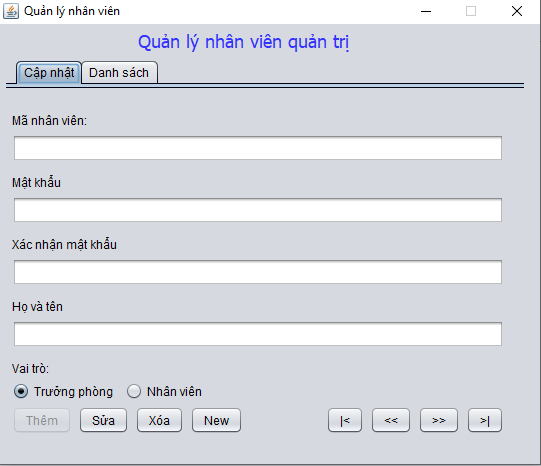 Quản lý nhân viên
Quản lý nhân viên quản trị
Cập nhật Danh sách
Mã nhân viên:
Mật khẩu
Xác nhận mật khẩu
Họ và tên
Vai trò:
Trưởng phòng Nhân viên
Thêm Sửa Xóa New |< << >> >|